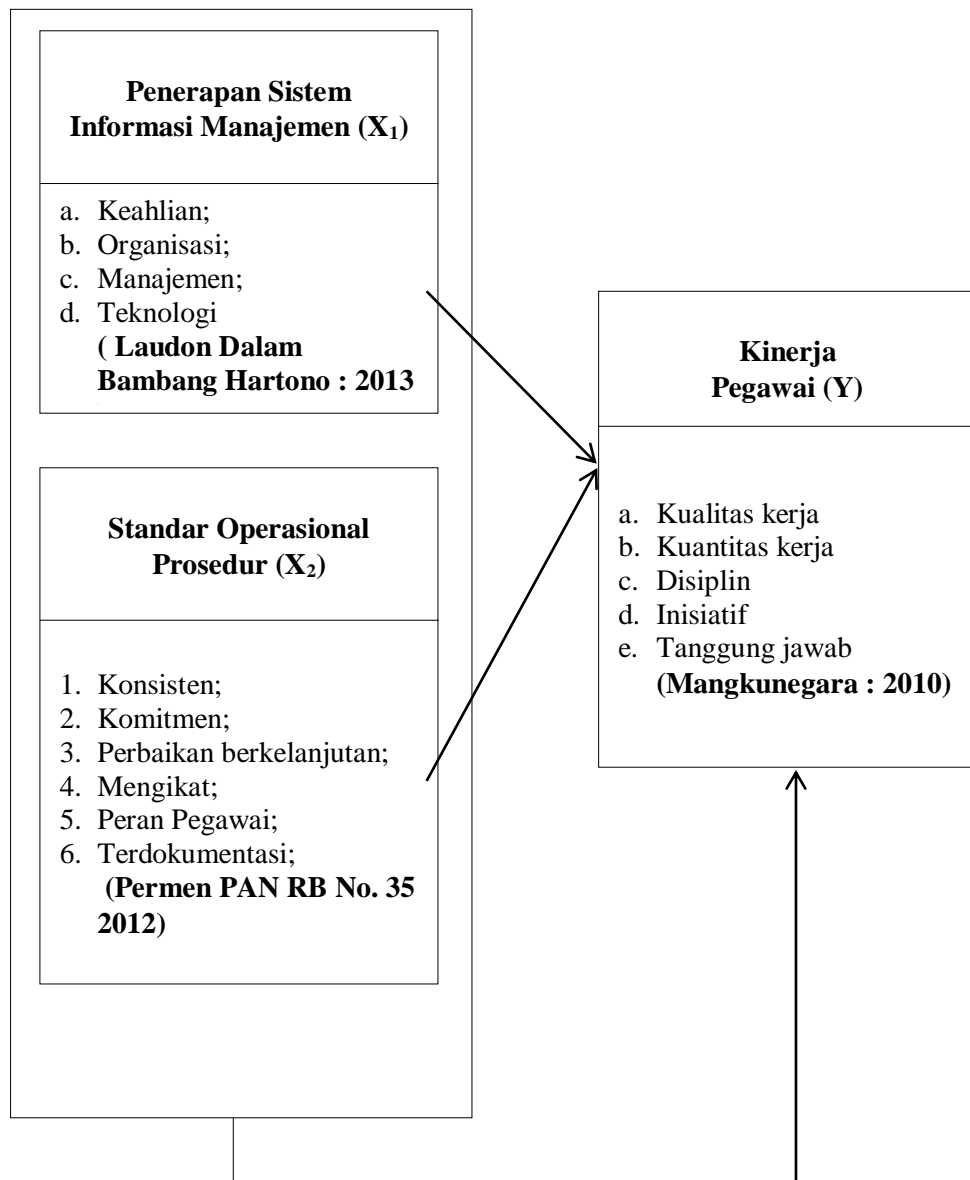 Penerapan Sistem
Informasi Manajemen (X₁)
a. Keahlian;
b. Organisasi;
c. Manajemen;
d. Teknologi
( Laudon Dalam
Bambang Hartono : 2013
Standar Operasional
Prosedur (X₂)
1. Konsisten;
2. Komitmen;
3. Perbaikan berkelanjutan;
4. Mengikat;
5. Peran Pegawai;
6. Terdokumentasi;
(Permen PAN RB No. 35
2012)
Kinerja
Pegawai (Y)
a. Kualitas kerja
b. Kuantitas kerja
c. Disiplin
d. Inisiatif
e. Tanggung jawab
(Mangkunegara : 2010)